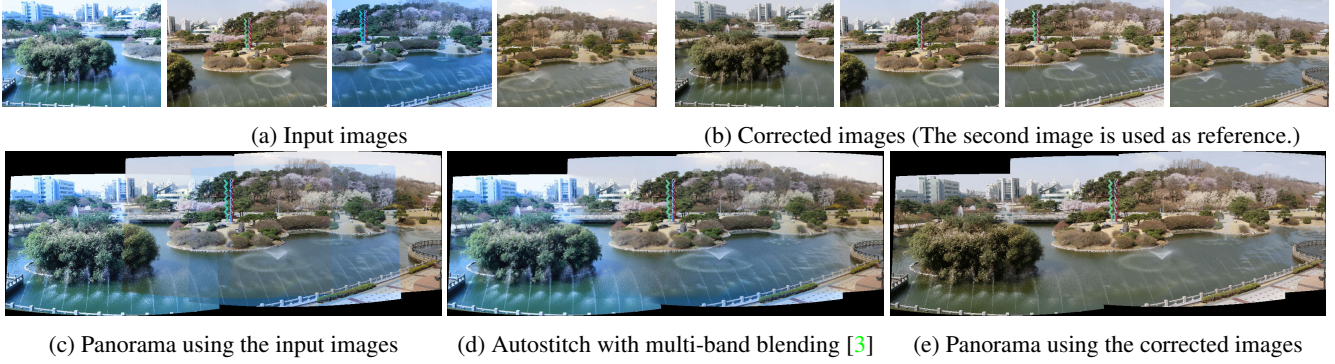 (a) Input images
(b) Corrected images (The second image is used as reference.)
(c) Panorama using the input images
(d) Autostitch with multi-band blending [3]
(e) Panorama using the corrected images